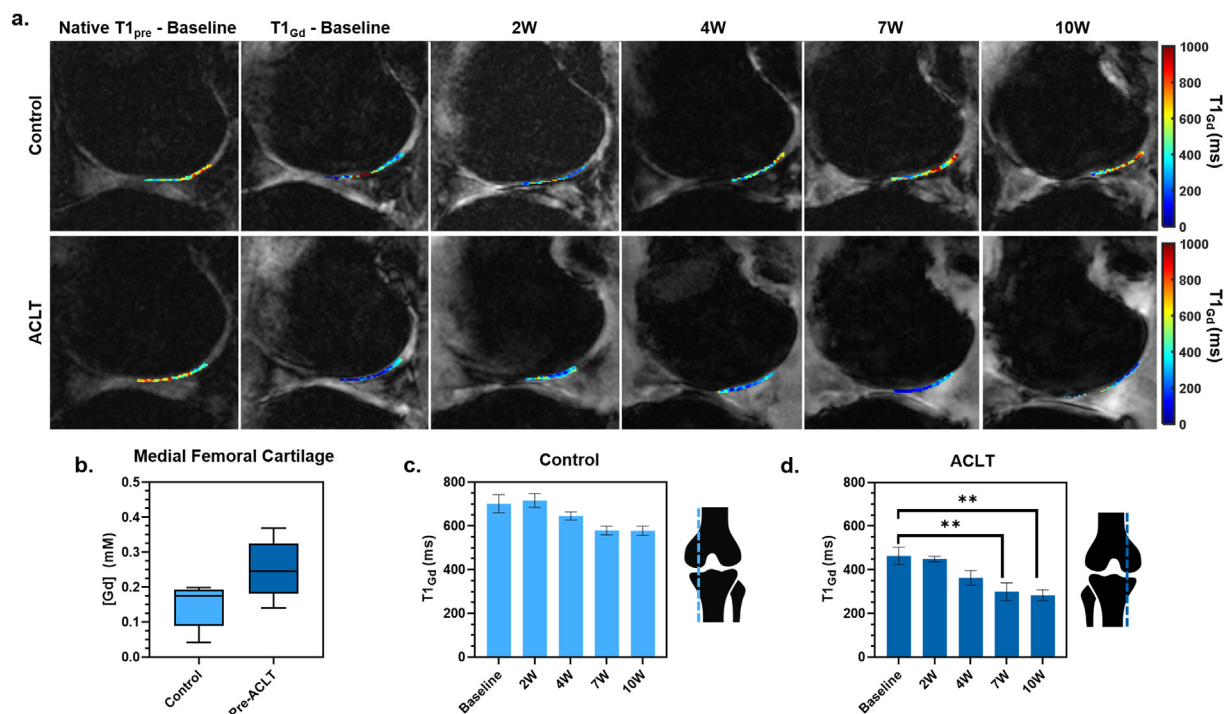 a.
Native T1pre - Baseline
T1Gd - Baseline
2W
4W
7W
10W
Control
1000
800
600
400
200
0
T1Gd (ms)
ACLT
1000
800
600
400
200
0
T1Gd (ms)
b.
Medial Femoral Cartilage
0.5
0.4
0.3
0.2
0.1
0.0
[Gd] (mM)
Control
Pre-ACLT
c.
Control
800
600
400
200
0
T1Gd (ms)
Baseline
2W
4W
7W
10W
d.
ACLT
800
600
400
200
0
T1Gd (ms)
**
**
Baseline
2W
4W
7W
10W